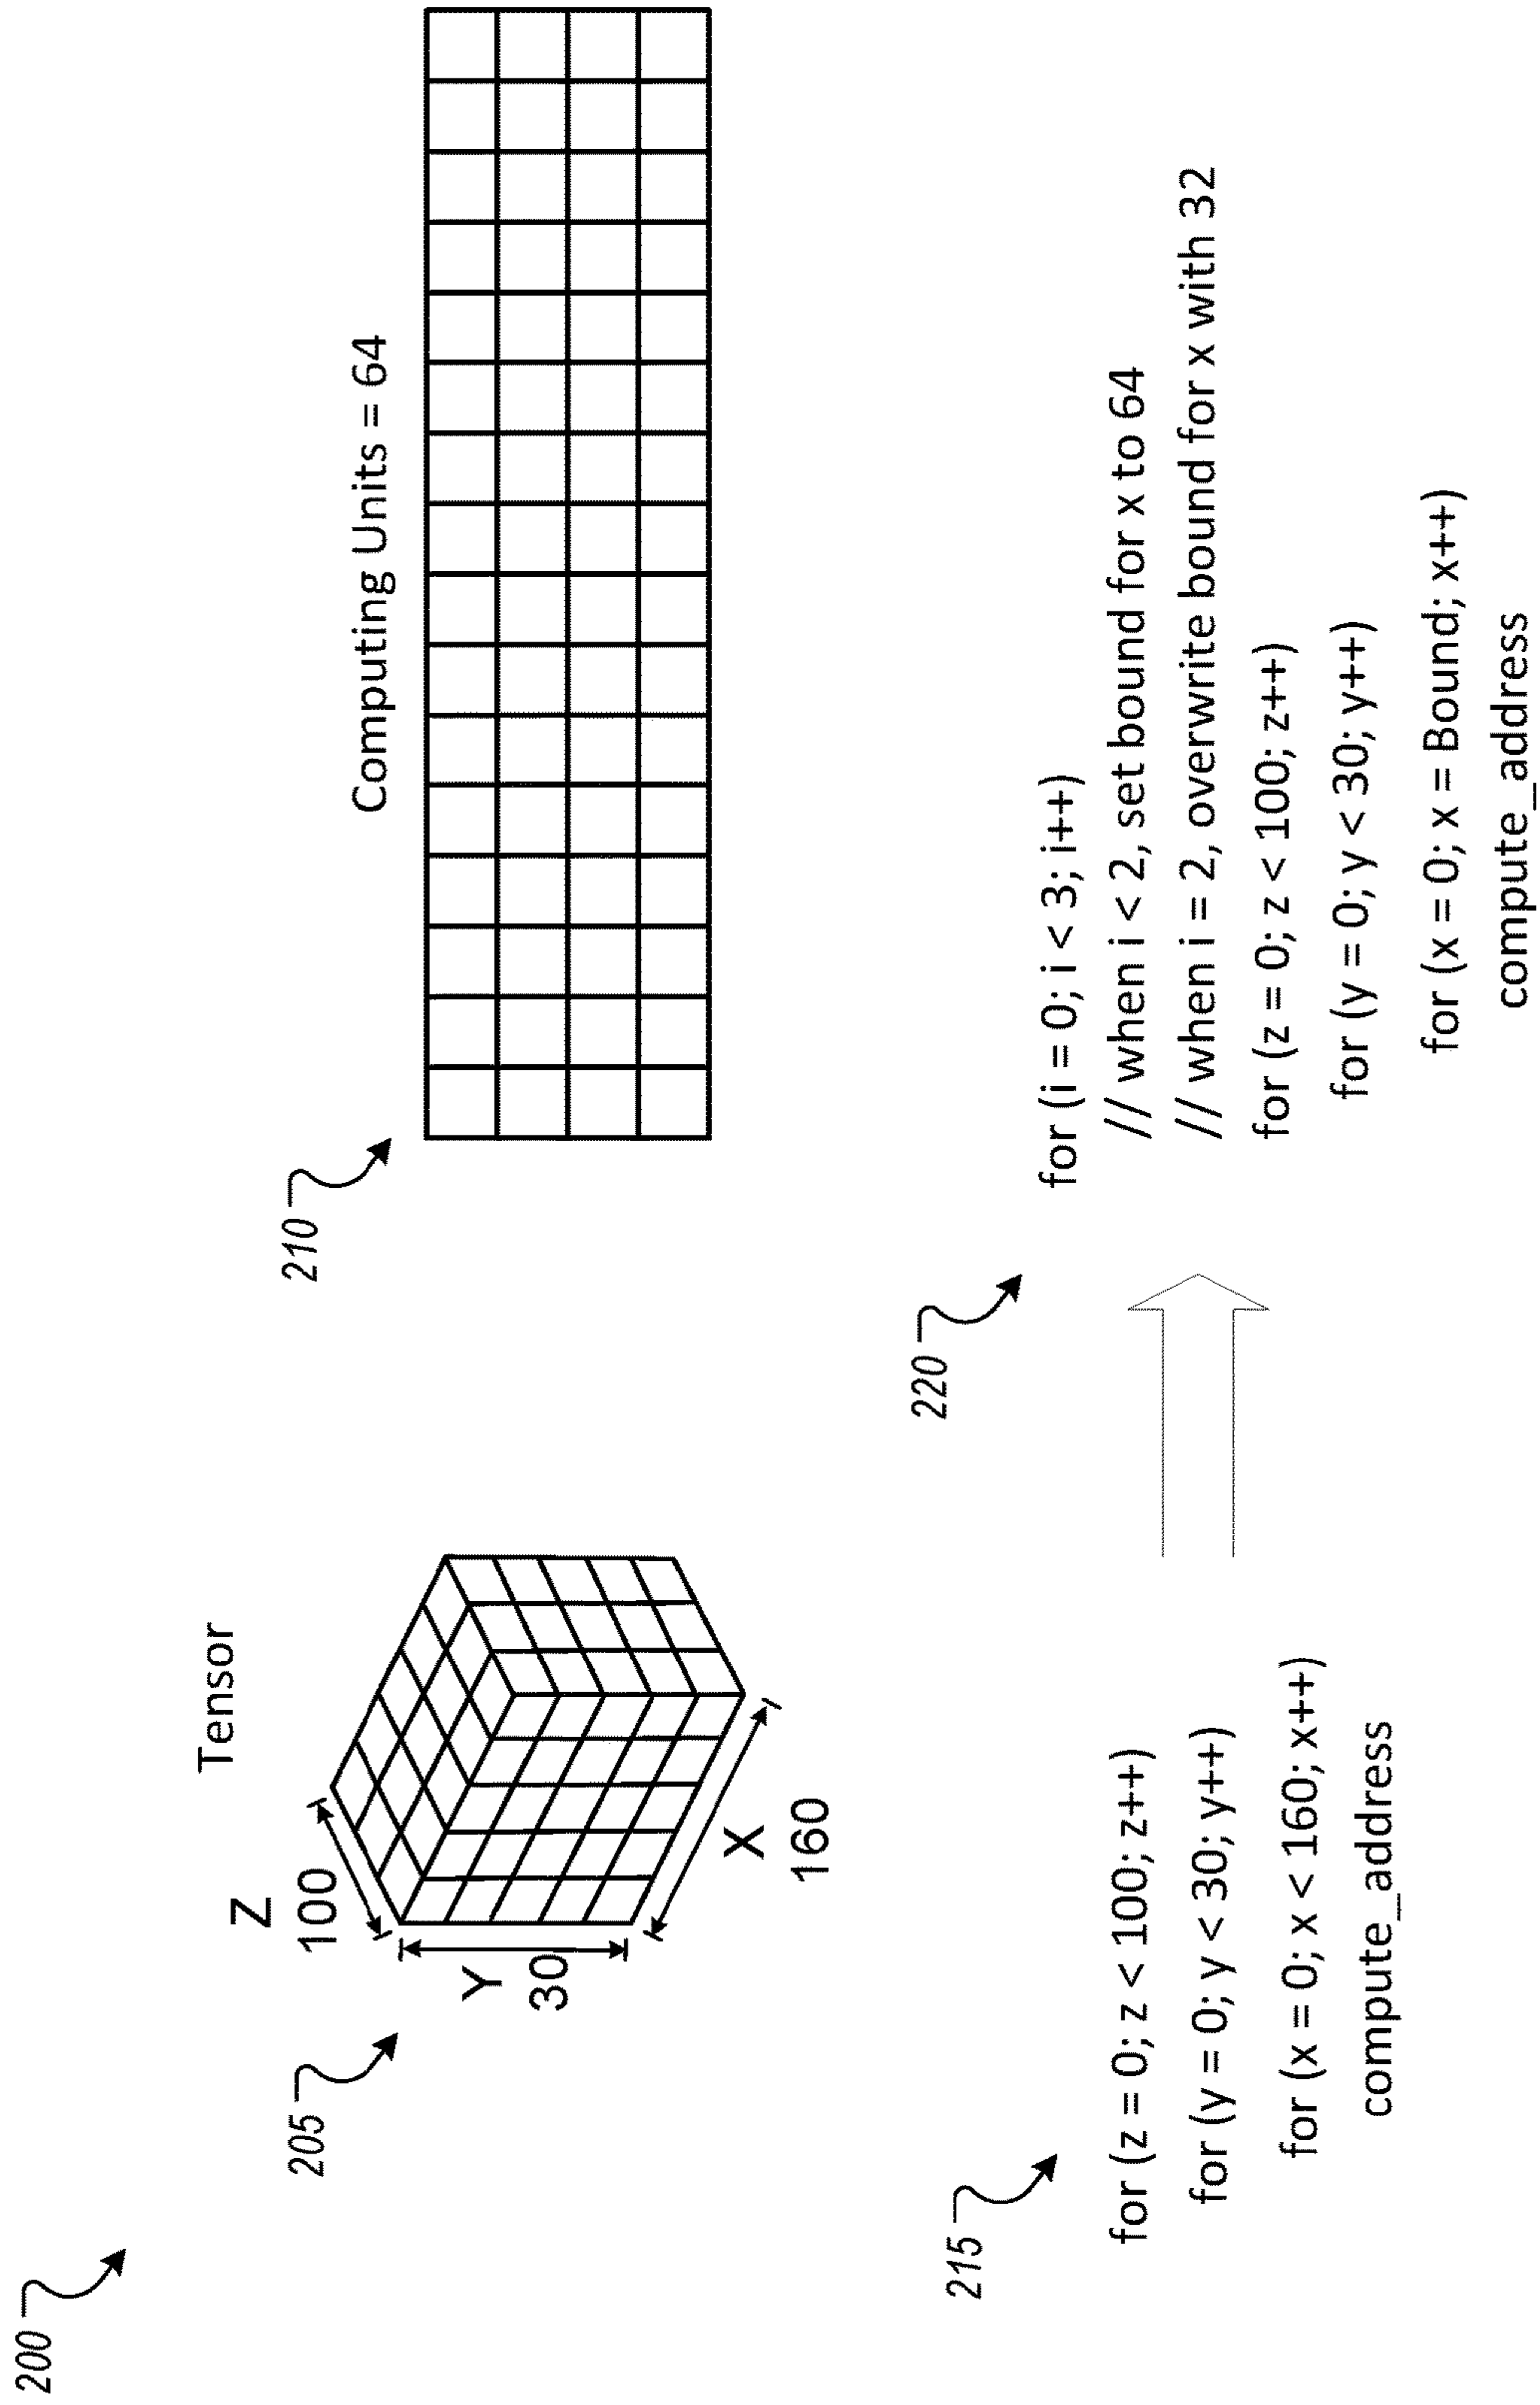 200
Tensor
205
Z
100
Y
30
X
160
210
Computing Units = 64
215
for (z = 0; z < 100; z++)
for (y = 0; y < 30; y++)
for (x = 0; x < 160; x++)
compute_address
220
for (i = 0; i < 3; i++)
// when i < 2, set bound for x to 64
// when i = 2, overwrite bound for x with 32
for (z = 0; z < 100; z++)
for (y = 0; y < 30; y++)
for (x = 0; x = Bound; x++)
compute_address